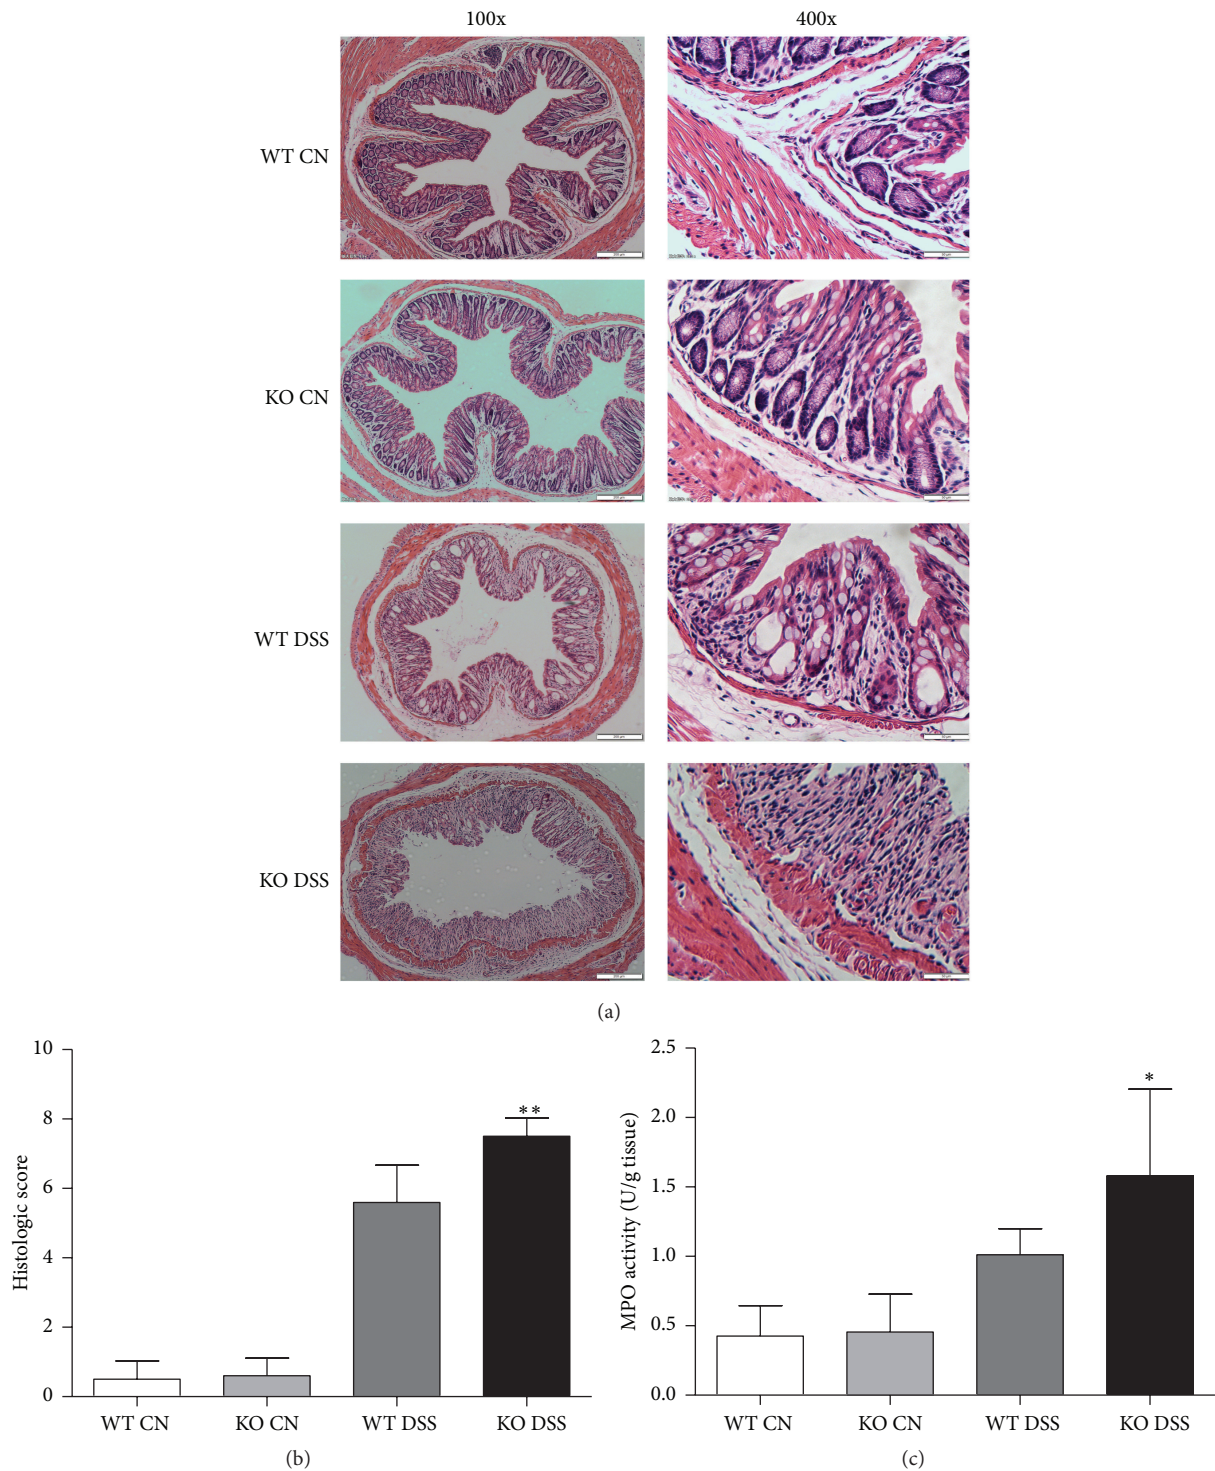 100x 400x
WT CN
KO CN
WT DSS
KO DSS
(a)
10
8
6
4
2
0
Histologic score
**
WT CN KO CN WT DSS KO DSS
(b)
2.5
2.0
1.5
1.0
0.5
0.0
MPO activity (U/g tissue)
*
WT CN KO CN WT DSS KO DSS
(c)